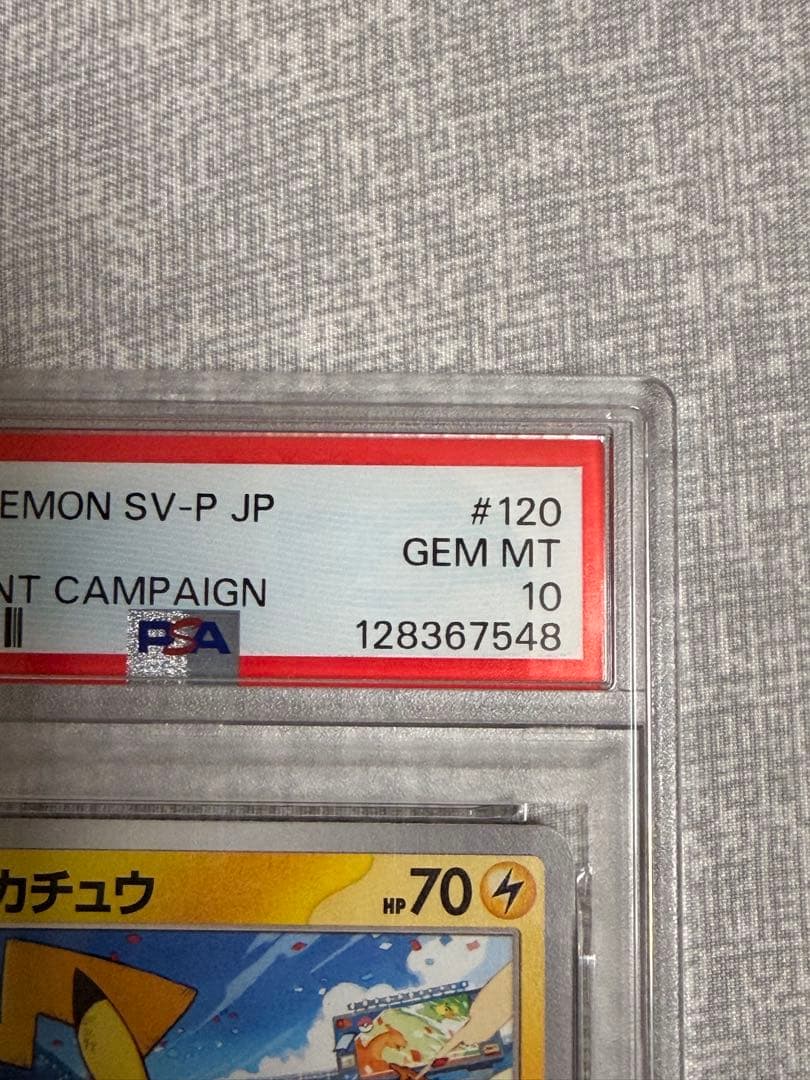 EMON SV-P JP #120
GEM MT
NT CAMPAIGN 10
PSA 128367548
カチュウ HP70